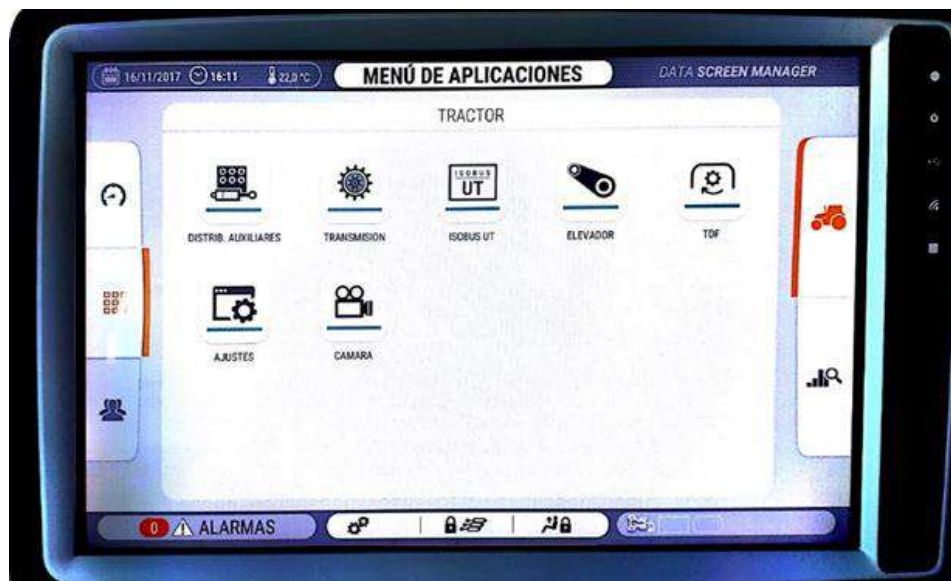 16/11/2017 16:11 22,0 °C MENÚ DE APLICACIONES DATA SCREEN MANAGER
TRACTOR
ISOBUS
UT
DISTRIB. AUXILIARES TRANSMISION ISOBUS UT ELEVADOR TDF
AJUSTES CAMARA
0 ALARMAS